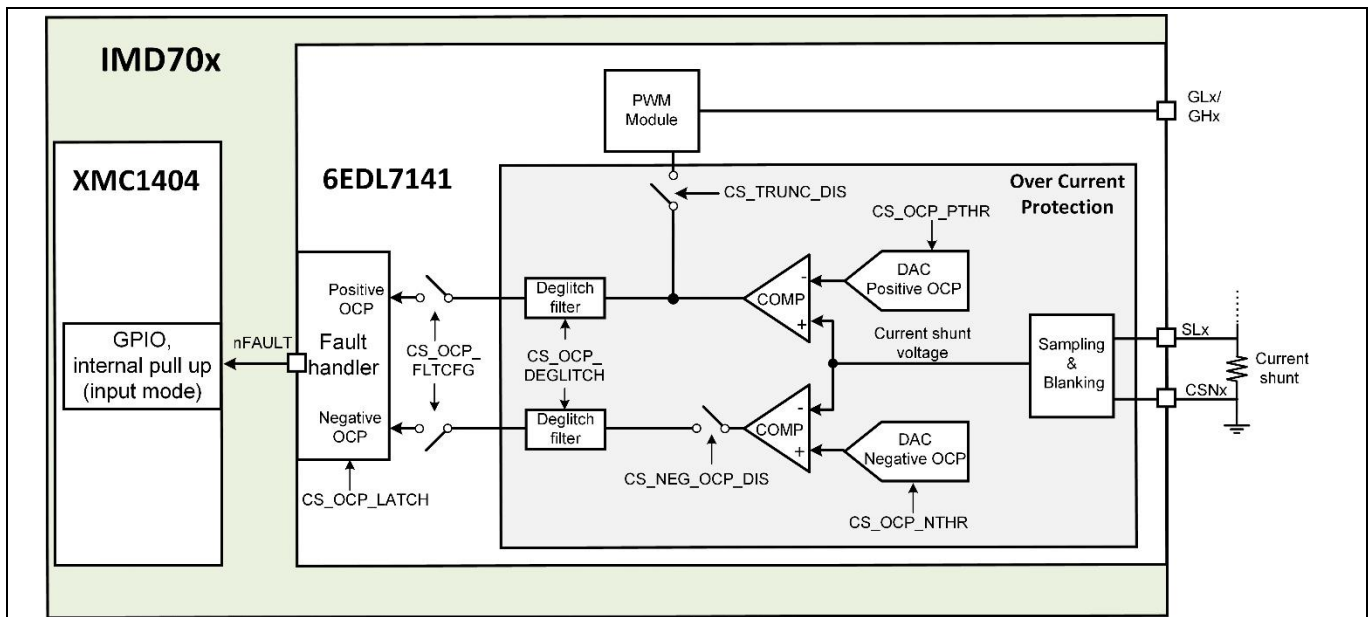 IMD70x
XMC1404
GPIO,
internal pull up
(input mode)
nFAULT
6EDL7141
Positive
OCP
Fault
handler
Negative
OCP
CS_OCP_LATCH
CS_OCP_
FLTCFG
Deglitch
filter
CS_OCP_
DEGLITCH
Deglitch
filter
PWM
Module
CS_TRUNC_DIS
Over Current
Protection
CS_OCP_PTHR
DAC
Positive OCP
-
COMP
+
Current shunt
voltage
-
COMP
+
DAC
Negative OCP
CS_NEG_OCP_DIS
CS_OCP_NTHR
Sampling
&
Blanking
GLx/
GHx
SLx
CSNx
Current
shunt